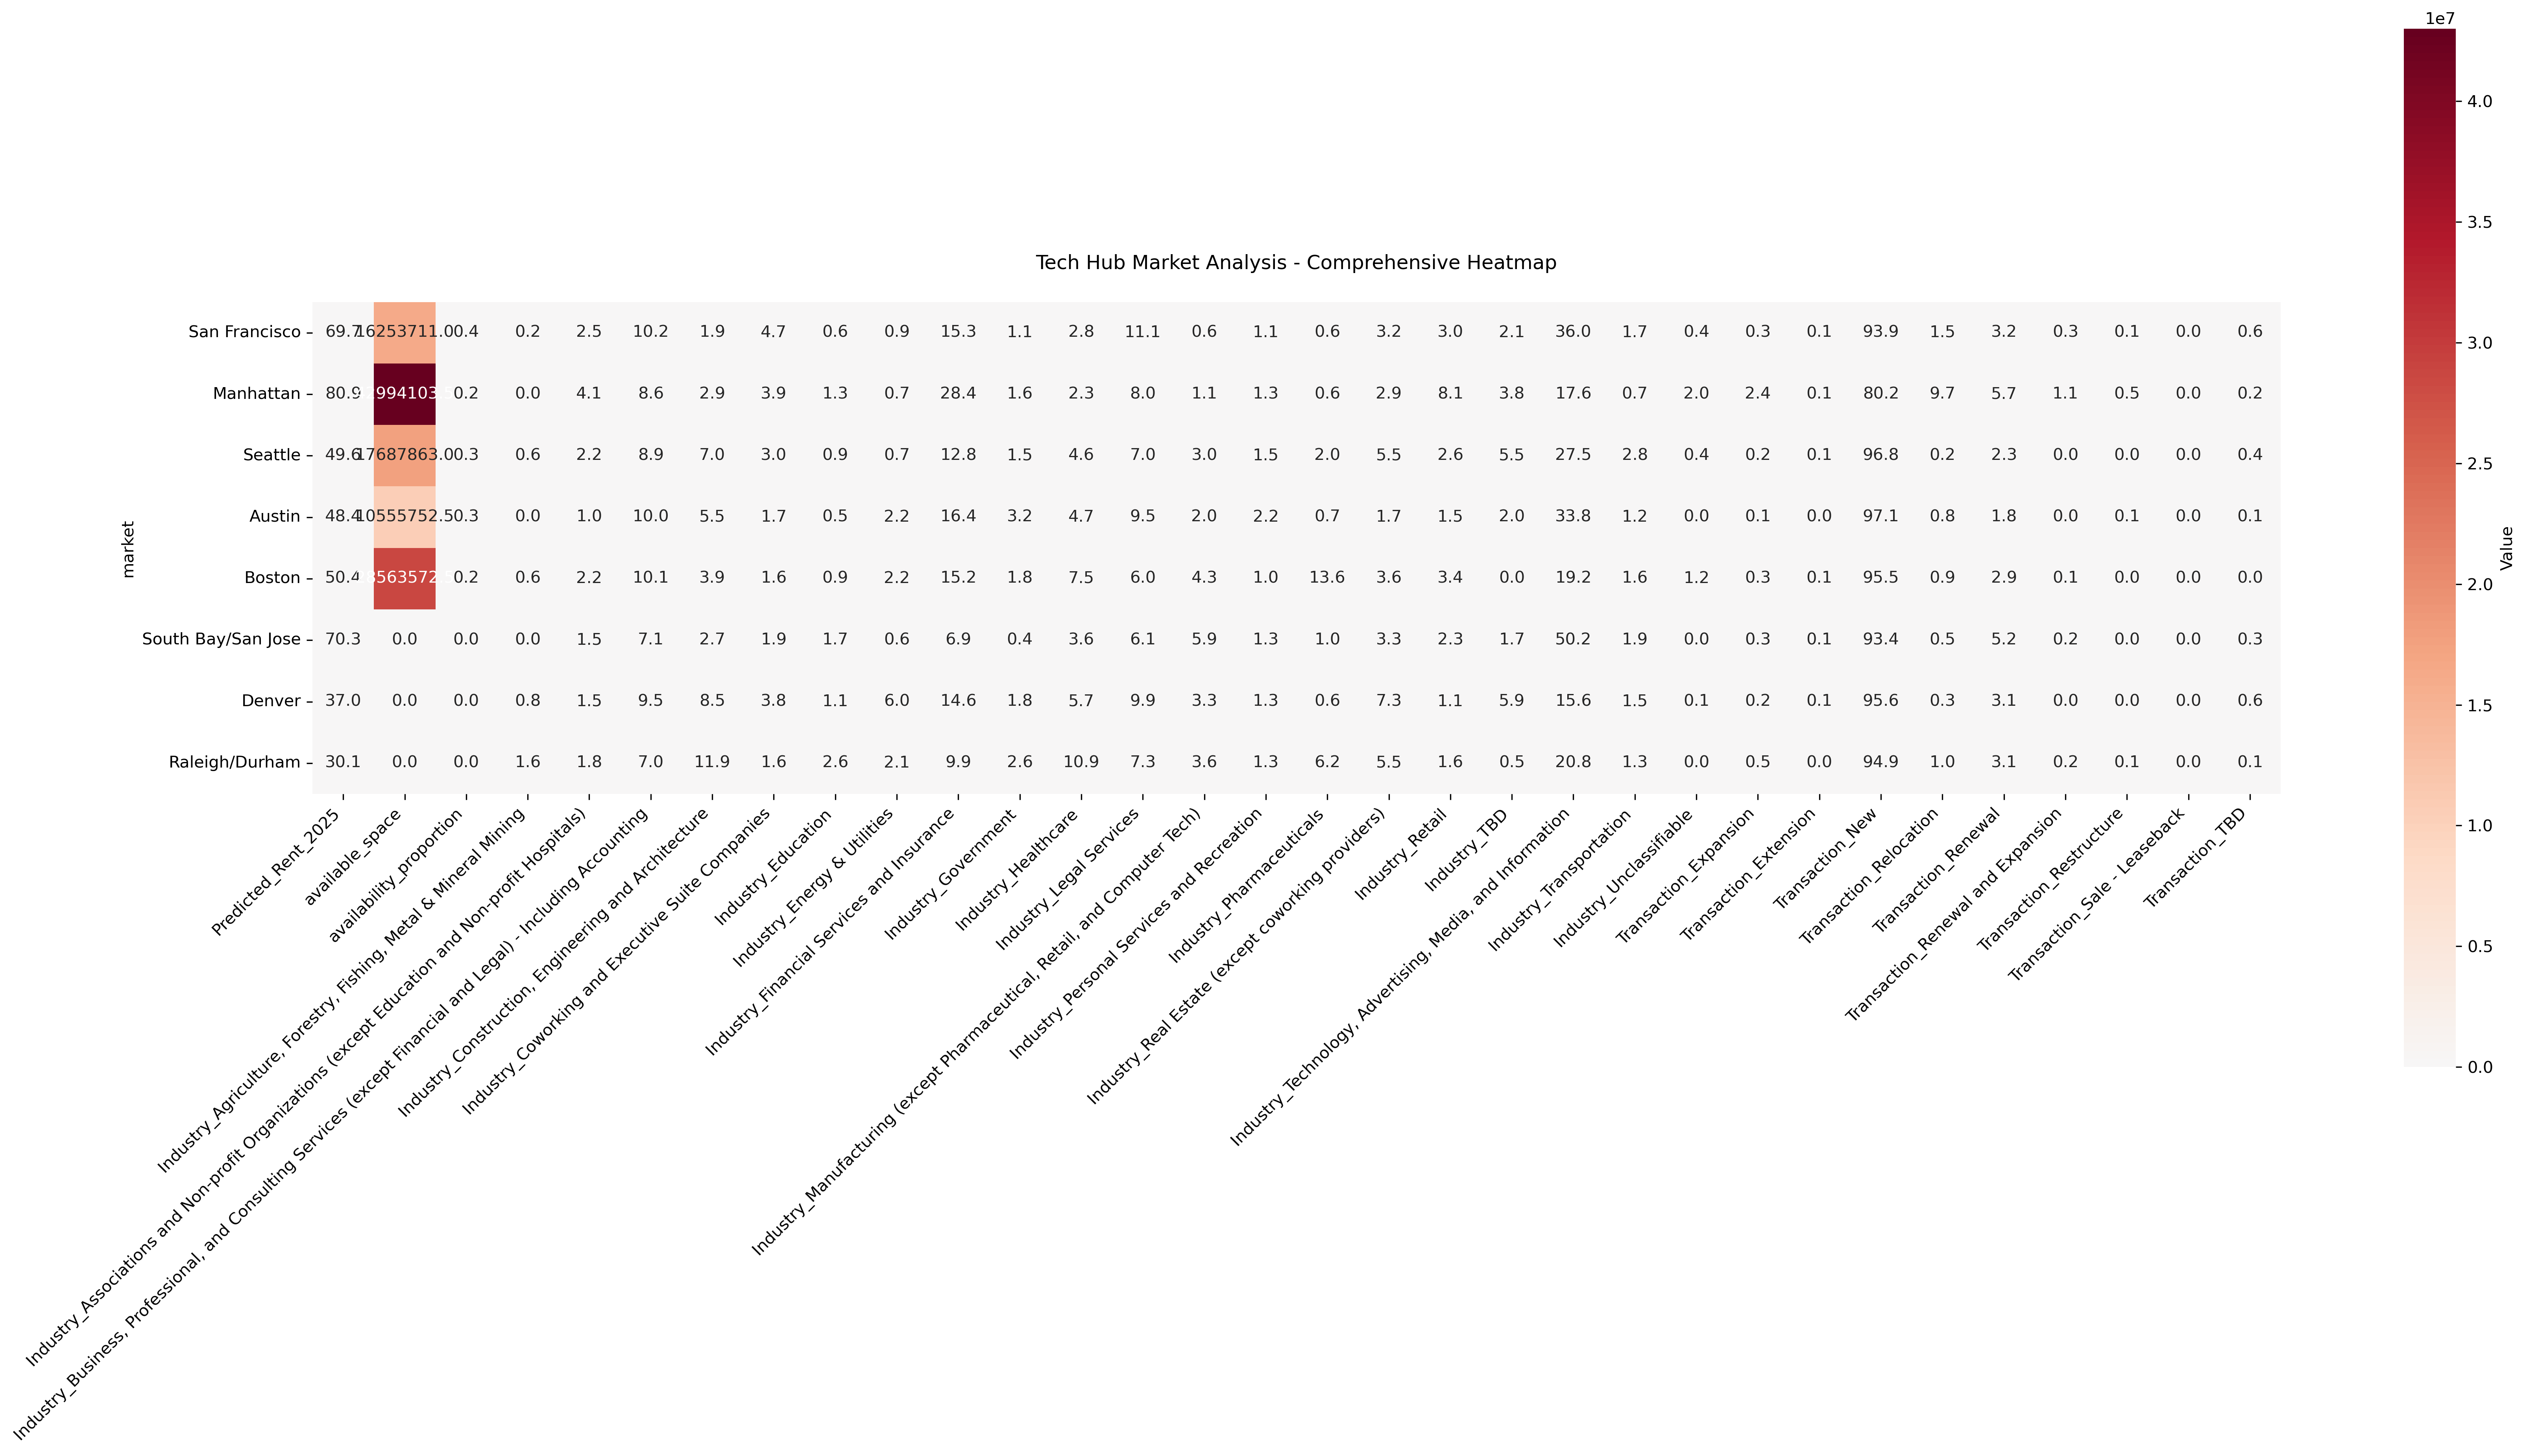 1e7
Tech Hub Market Analysis - Comprehensive Heatmap
San Francisco 69.7 16253711.0 0.4 0.2 2.5 10.2 1.9 4.7 0.6 0.9 15.3 1.1 2.8 11.1 0.6 1.1 0.6 3.2 3.0 2.1 36.0 1.7 0.4 0.3 0.1 93.9 1.5 3.2 0.3 0.1 0.0 0.6
Manhattan 80.9 0.2 0.0 4.1 8.6 2.9 3.9 1.3 0.7 28.4 1.6 2.3 8.0 1.1 1.3 0.6 2.9 8.1 3.8 17.6 0.7 2.0 2.4 0.1 80.2 9.7 5.7 1.1 0.5 0.0 0.2
Seattle 49.6 17687863.0 0.3 0.6 2.2 8.9 7.0 3.0 0.9 0.7 12.8 1.5 4.6 7.0 3.0 1.5 2.0 5.5 2.6 5.5 27.5 2.8 0.4 0.2 0.1 96.8 0.2 2.3 0.0 0.0 0.0 0.4
Austin 48.4 10555752.5 0.3 0.0 1.0 10.0 5.5 1.7 0.5 2.2 16.4 3.2 4.7 9.5 2.0 2.2 0.7 1.7 1.5 2.0 33.8 1.2 0.0 0.1 0.0 97.1 0.8 1.8 0.0 0.1 0.0 0.1
Boston 50.4 0.2 0.6 2.2 10.1 3.9 1.6 0.9 2.2 15.2 1.8 7.5 6.0 4.3 1.0 13.6 3.6 3.4 0.0 19.2 1.6 1.2 0.3 0.1 95.5 0.9 2.9 0.1 0.0 0.0 0.0
South Bay/San Jose 70.3 0.0 0.0 0.0 1.5 7.1 2.7 1.9 1.7 0.6 6.9 0.4 3.6 6.1 5.9 1.3 1.0 3.3 2.3 1.7 50.2 1.9 0.0 0.3 0.1 93.4 0.5 5.2 0.2 0.0 0.0 0.3
Denver 37.0 0.0 0.0 0.8 1.5 9.5 8.5 3.8 1.1 6.0 14.6 1.8 5.7 9.9 3.3 1.3 0.6 7.3 1.1 5.9 15.6 1.5 0.1 0.2 0.1 95.6 0.3 3.1 0.0 0.0 0.0 0.6
Raleigh/Durham 30.1 0.0 0.0 1.6 1.8 7.0 11.9 1.6 2.6 2.1 9.9 2.6 10.9 7.3 3.6 1.3 6.2 5.5 1.6 0.5 20.8 1.3 0.0 0.5 0.0 94.9 1.0 3.1 0.2 0.1 0.0 0.1
market
Predicted_Rent_2025
available_space
availability_proportion
Industry_Agriculture, Forestry, Fishing, Metal & Mineral Mining
Industry_Associations and Non-profit Organizations (except Education and Non-profit Hospitals)
Industry_Business, Professional, and Consulting Services (except Financial and Legal) - Including Accounting
Industry_Construction, Engineering and Architecture
Industry_Coworking and Executive Suite Companies
Industry_Education
Industry_Energy & Utilities
Industry_Financial Services and Insurance
Industry_Government
Industry_Healthcare
Industry_Legal Services
Industry_Manufacturing (except Pharmaceutical, Retail, and Computer Tech)
Industry_Personal Services and Recreation
Industry_Pharmaceuticals
Industry_Real Estate (except coworking providers)
Industry_Retail
Industry_TBD
Industry_Technology, Advertising, Media, and Information
Industry_Transportation
Industry_Unclassifiable
Transaction_Expansion
Transaction_Extension
Transaction_New
Transaction_Relocation
Transaction_Renewal
Transaction_Renewal and Expansion
Transaction_Restructure
Transaction_Sale - Leaseback
Transaction_TBD
4.0
3.5
3.0
2.5
2.0
1.5
1.0
0.5
0.0
Value